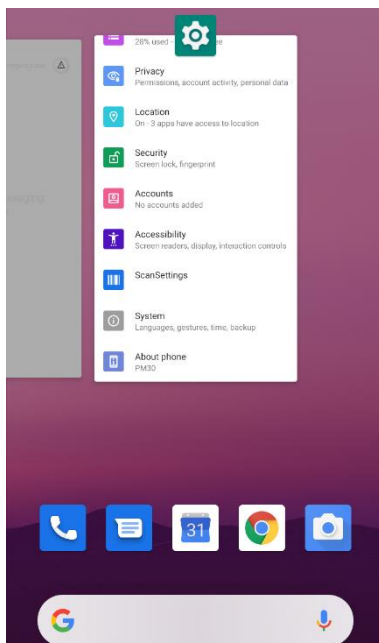 28% used -
Privacy
Permissions, account activity, personal data
Location
On - 3 apps have access to location
Security
Screen lock, fingerprint
Accounts
No accounts added
Accessibility
Screen readers, display, interaction controls
ScanSettings
System
Languages, gestures, time, backup
About phone
PM30
31
G